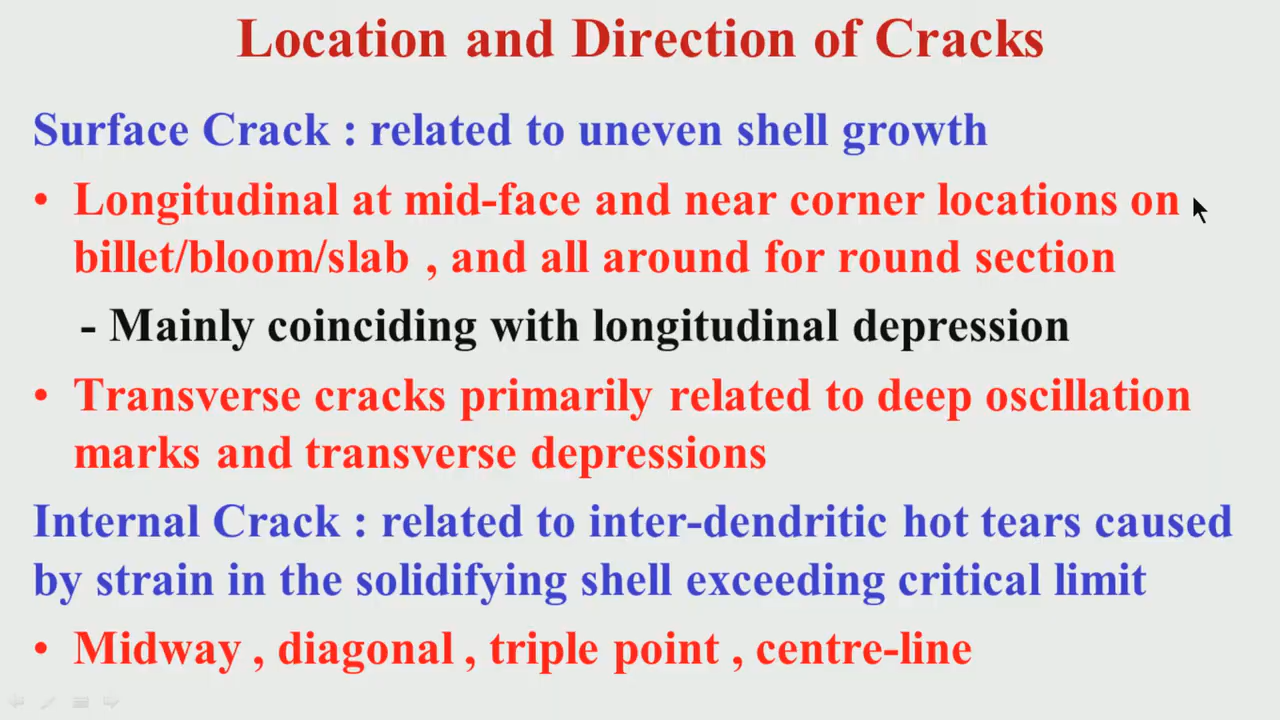 Location and Direction of Cracks
Surface Crack : related to uneven shell growth
• Longitudinal at mid-face and near corner locations on
billet/bloom/slab , and all around for round section
- Mainly coinciding with longitudinal depression
• Transverse cracks primarily related to deep oscillation
marks and transverse depressions
Internal Crack : related to inter-dendritic hot tears caused
by strain in the solidifying shell exceeding critical limit
• Midway , diagonal , triple point , centre-line